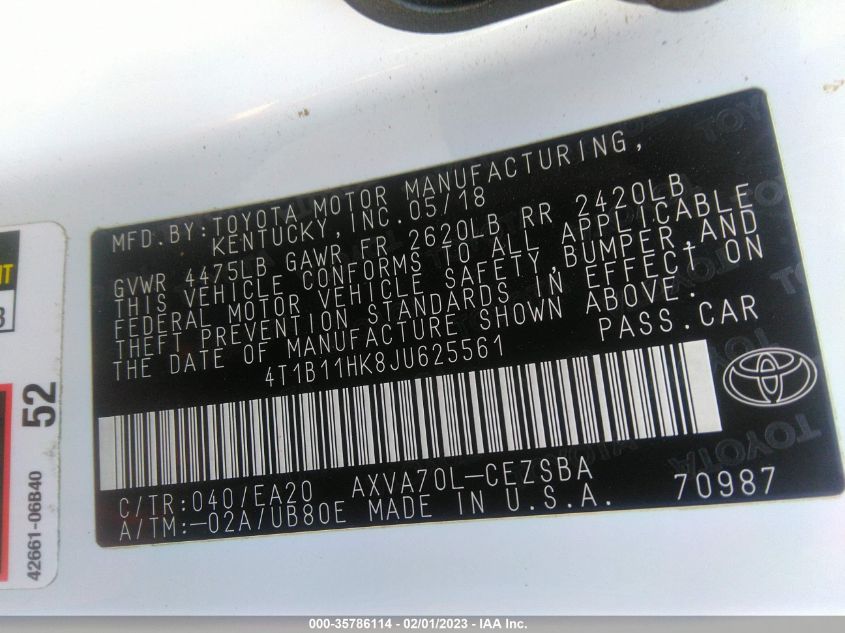 MFD.BY:TOYOTA MOTOR MANUFACTURING,
KENTUCKY, INC.05/18
GVWR 4475LB GAWR FR 2620LB RR 2420LB
THIS VEHICLE CONFORMS TO ALL APPLICABLE
FEDERAL MOTOR VEHICLE SAFETY,BUMPER,AND
THEFT PREVENTION STANDARDS IN EFFECT ON
THE DATE OF MANUFACTURE SHOWN ABOVE.
4T1B11HK8JU625561 PASS.CAR
C/TR:040/EA20 AXVA70L-CEZSBA
A/TM:-02A/UB80E MADE IN U.S.A. 70987
TOYOTA
TOYOTA
52
42661-06B40
000-35786114 - 02/01/2023 - IAA Inc.